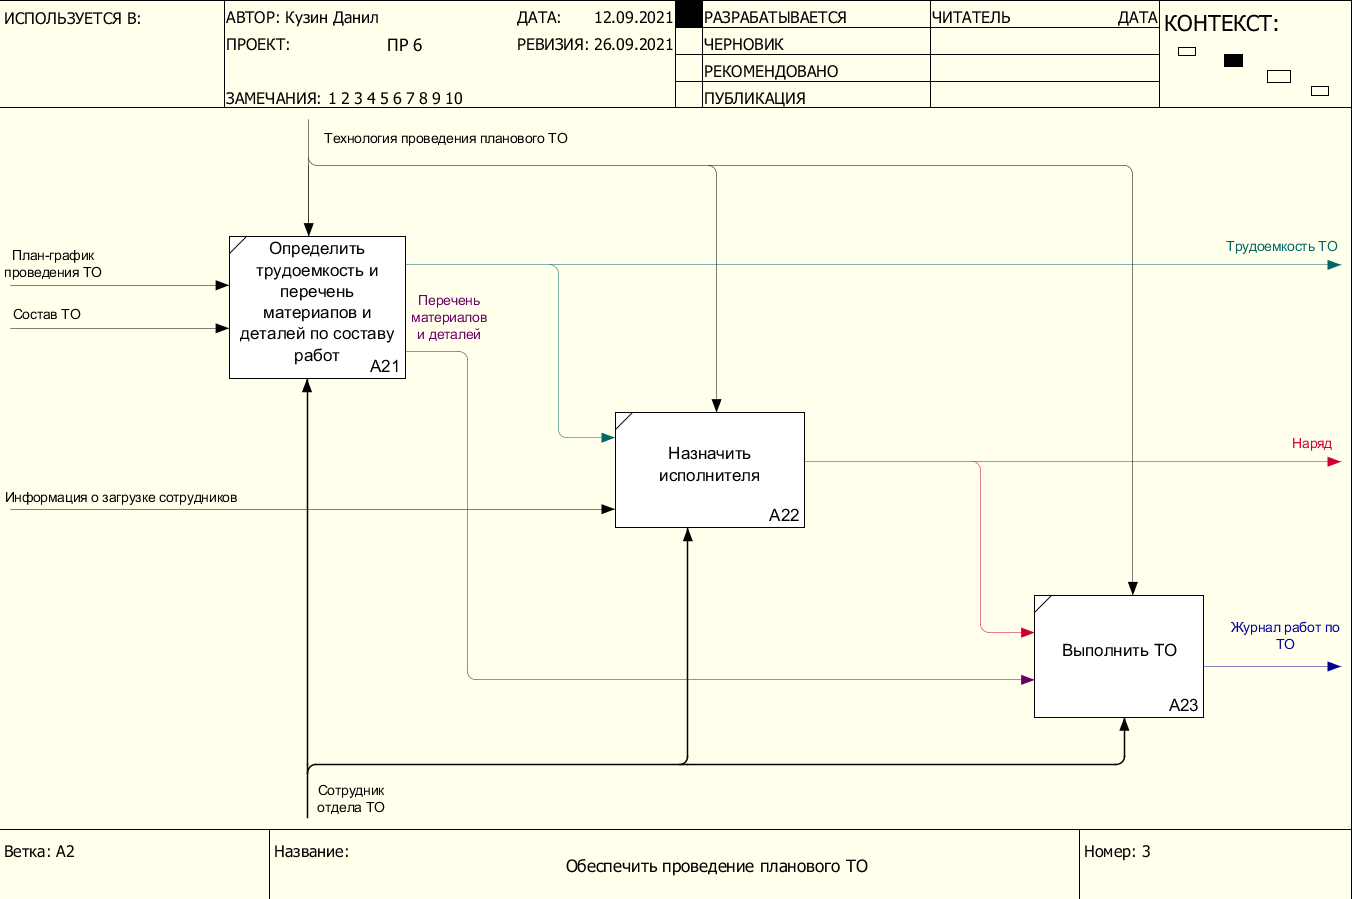 ИСПОЛЬЗУЕТСЯ В:
АВТОР: Кузин Данил
ДАТА: 12.09.2021
ПРОЕКТ: ПР 6
РЕВИЗИЯ: 26.09.2021
ЗАМЕЧАНИЯ: 1 2 3 4 5 6 7 8 9 10
РАЗРАБАТЫВАЕТСЯ
ЧЕРНОВИК
РЕКОМЕНДОВАНО
ПУБЛИКАЦИЯ
ЧИТАТЕЛЬ
ДАТА
КОНТЕКСТ:
Технология проведения планового ТО
План-график
проведения ТО
Состав ТО
Определить
трудоемкость и
перечень
материапов и
деталей по составу
работ
A21
Трудоемкость ТО
Перечень
материалов
и деталей
Информация о загрузке сотрудников
Назначить
исполнителя
A22
Наряд
Выполнить ТО
A23
Журнал работ по
ТО
Сотрудник
отдела ТО
Ветка: A2
Название:
Обеспечить проведение планового ТО
Номер: 3